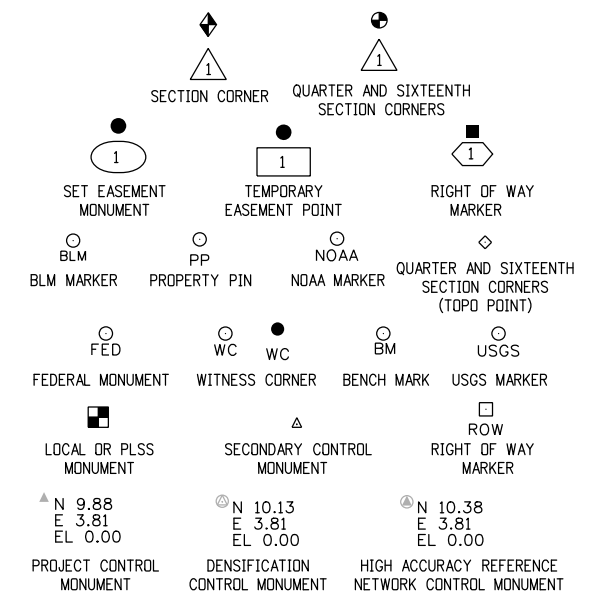 1
SECTION CORNER
1
QUARTER AND SIXTEENTH
SECTION CORNERS
1
SET EASEMENT
MONUMENT
1
TEMPORARY
EASEMENT POINT
1
RIGHT OF WAY
MARKER
BLM
BLM MARKER
PP
PROPERTY PIN
NOAA
NOAA MARKER
QUARTER AND SIXTEENTH
SECTION CORNERS
(TOPO POINT)
FED
FEDERAL MONUMENT
WC
WC
WITNESS CORNER
BM
BENCH MARK
USGS
USGS MARKER
LOCAL OR PLSS
MONUMENT
SECONDARY CONTROL
MONUMENT
ROW
RIGHT OF WAY
MARKER
N 9.88
E 3.81
EL 0.00
PROJECT CONTROL
MONUMENT
N 10.13
E 3.81
EL 0.00
DENSIFICATION
CONTROL MONUMENT
N 10.38
E 3.81
EL 0.00
HIGH ACCURACY REFERENCE
NETWORK CONTROL MONUMENT